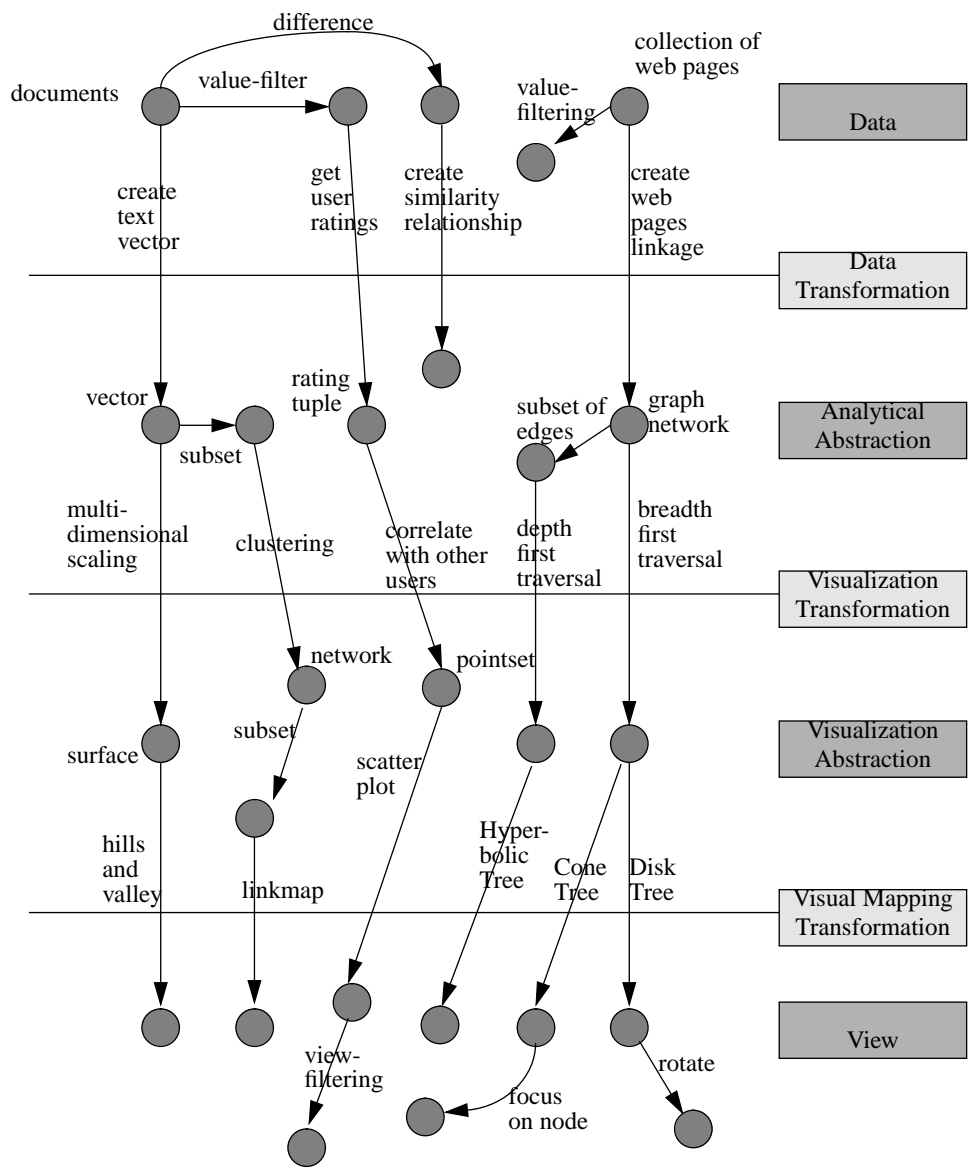 difference
collection of
web pages
documents
value-filter
value-
filtering
Data
create
text
vector
get
user
ratings
create
similarity
relationship
create
web
pages
linkage
Data
Transformation
vector
subset
rating
tuple
subset of
edges
graph
network
Analytical
Abstraction
multi-
dimensional
scaling
clustering
correlate
with other
users
depth
first
traversal
breadth
first
traversal
Visualization
Transformation
network
pointset
surface
subset
scatter
plot
Visualization
Abstraction
hills
and
valley
linkmap
Hyper-
bolic
Tree
Cone
Tree
Disk
Tree
Visual Mapping
Transformation
View
view-
filtering
focus
on node
rotate